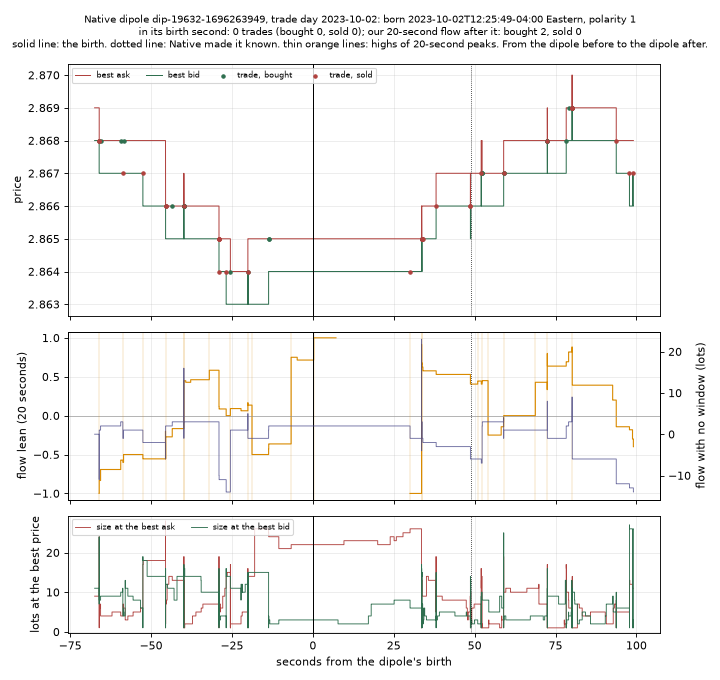 Native dipole dip-19632-1696263949, trade day 2023-10-02: born 2023-10-02T12:25:49-04:00 Eastern, polarity 1
in its birth second: 0 trades (bought 0, sold 0); our 20-second flow after it: bought 2, sold 0
solid line: the birth. dotted line: Native made it known. thin orange lines: highs of 20-second peaks. From the dipole before to the dipole after.
best ask
best bid
trade, bought
trade, sold
2.870
2.869
2.868
2.867
2.866
2.865
2.864
2.863
price
1.0
0.5
0.0
−0.5
−1.0
flow lean (20 seconds)
20
10
0
−10
flow with no window (lots)
size at the best ask
size at the best bid
20
10
0
lots at the best price
−75
−50
−25
0
25
50
75
100
seconds from the dipole's birth